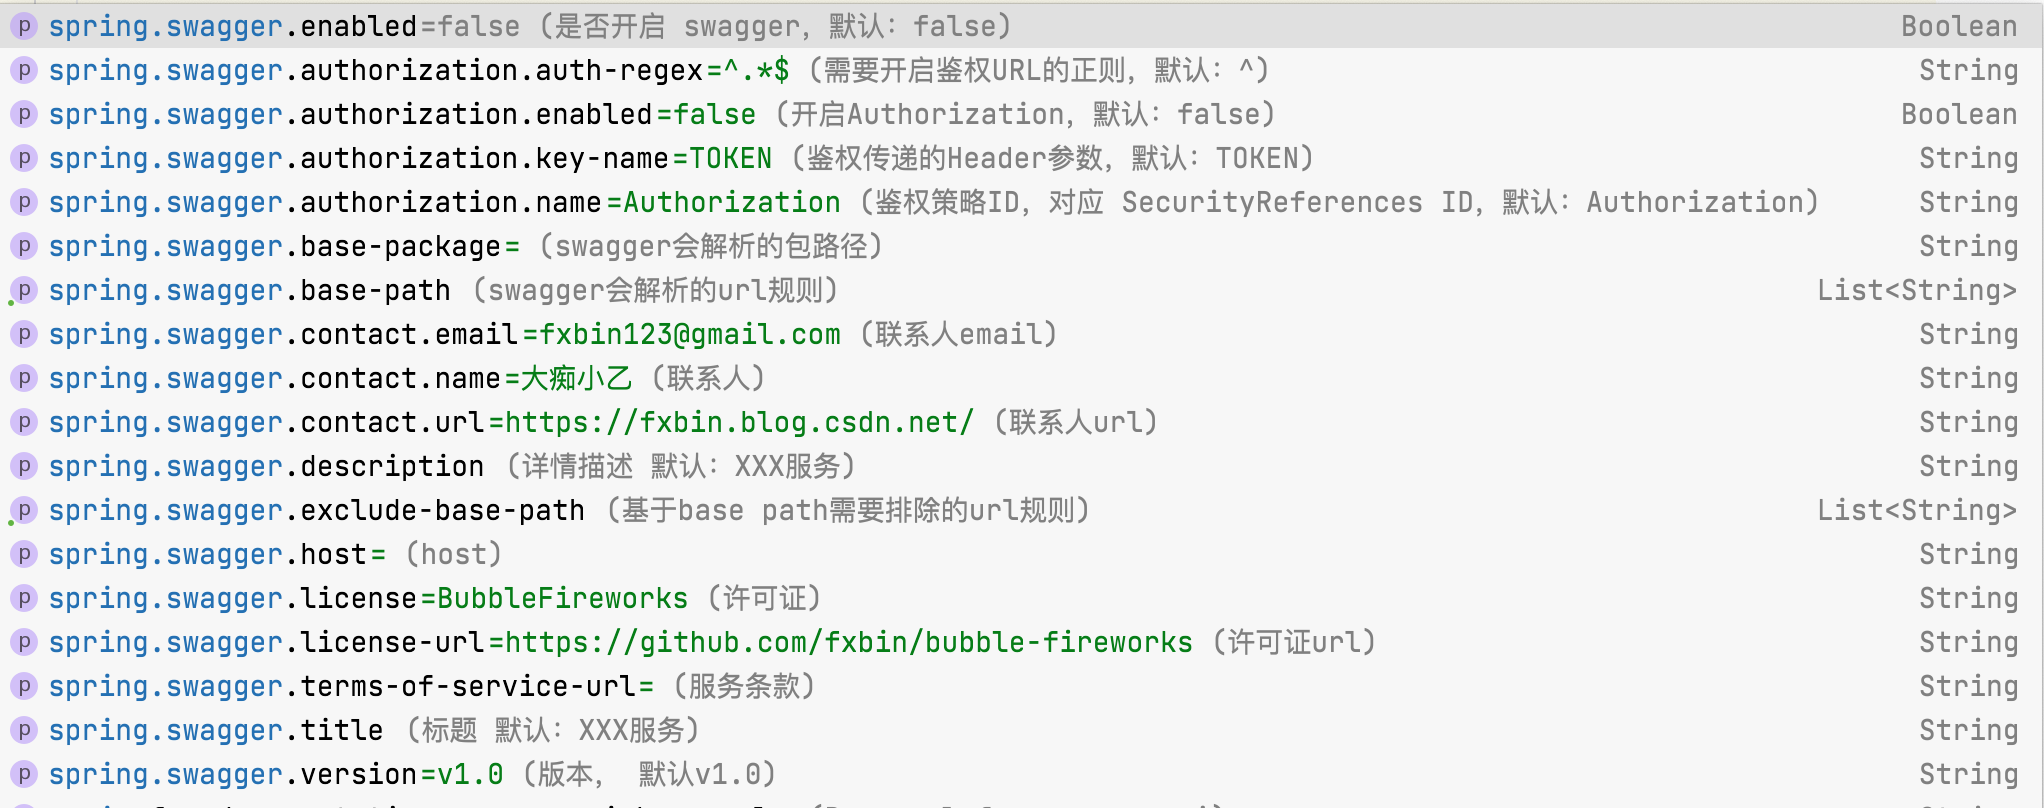 p spring.swagger.enabled=false (是否开启 swagger, 默认: false) Boolean
p spring.swagger.authorization.auth-regex=^.*$ (需要开启鉴权URL的正则, 默认: ^) String
p spring.swagger.authorization.enabled=false (开启Authorization, 默认: false) Boolean
p spring.swagger.authorization.key-name=TOKEN (鉴权传递的Header参数, 默认: TOKEN) String
p spring.swagger.authorization.name=Authorization (鉴权策略ID, 对应 SecurityReferences ID, 默认: Authorization) String
p spring.swagger.base-package= (swagger会解析的包路径) String
p spring.swagger.base-path (swagger会解析的url规则) List<String>
p spring.swagger.contact.email=fxbin123@gmail.com (联系人email) String
p spring.swagger.contact.name=大痴小乙 (联系人) String
p spring.swagger.contact.url=https://fxbin.blog.csdn.net/ (联系人url) String
p spring.swagger.description (详情描述 默认: XXX服务) String
p spring.swagger.exclude-base-path (基于base path需要排除的url规则) List<String>
p spring.swagger.host= (host) String
p spring.swagger.license=BubbleFireworks (许可证) String
p spring.swagger.license-url=https://github.com/fxbin/bubble-fireworks (许可证url) String
p spring.swagger.terms-of-service-url= (服务条款) String
p spring.swagger.title (标题 默认: XXX服务) String
p spring.swagger.version=v1.0 (版本, 默认v1.0) String